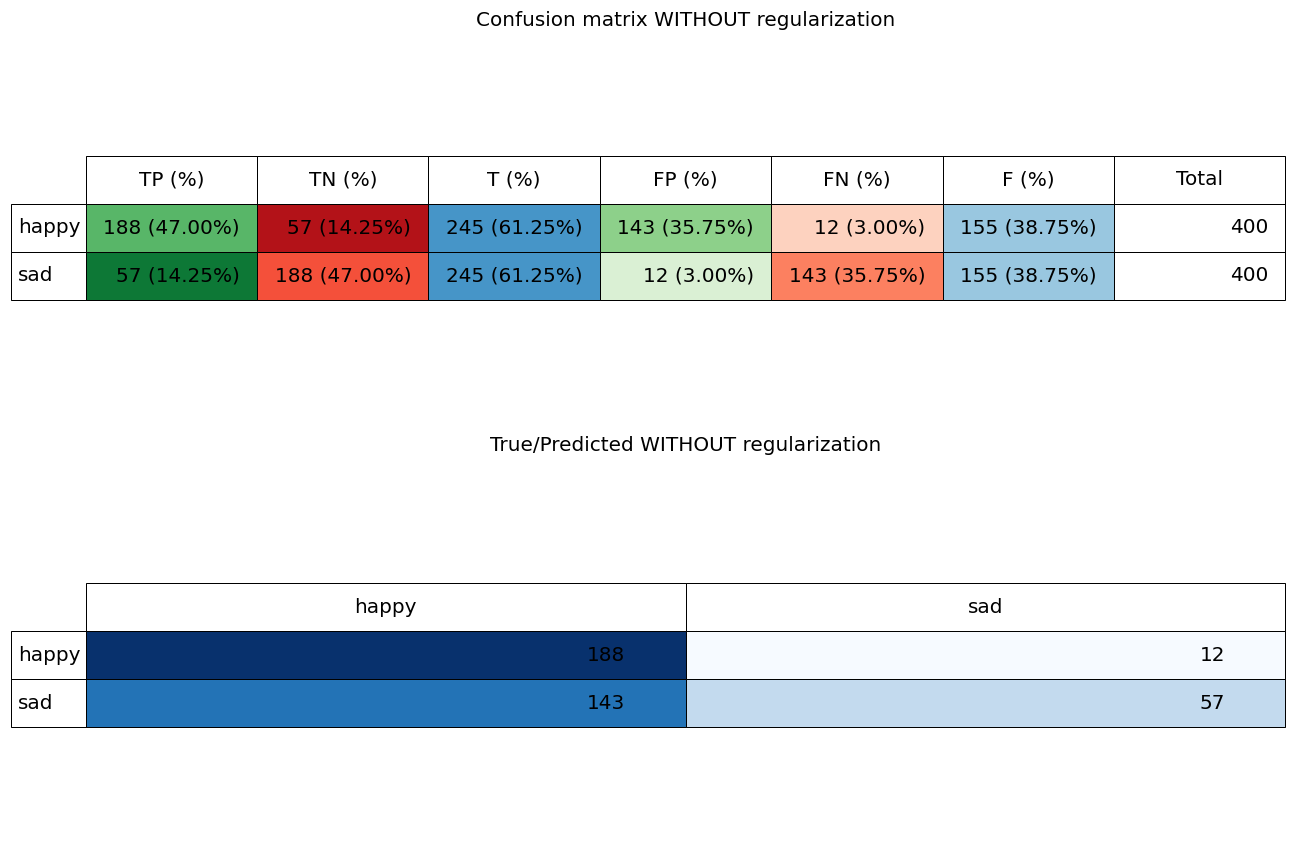 Confusion matrix WITHOUT regularization
TP (%) TN (%) T (%) FP (%) FN (%) F (%) Total
happy 188 (47.00%) 57 (14.25%) 245 (61.25%) 143 (35.75%) 12 (3.00%) 155 (38.75%) 400
sad 57 (14.25%) 188 (47.00%) 245 (61.25%) 12 (3.00%) 143 (35.75%) 155 (38.75%) 400
True/Predicted WITHOUT regularization
happy sad
happy 188 12
sad 143 57